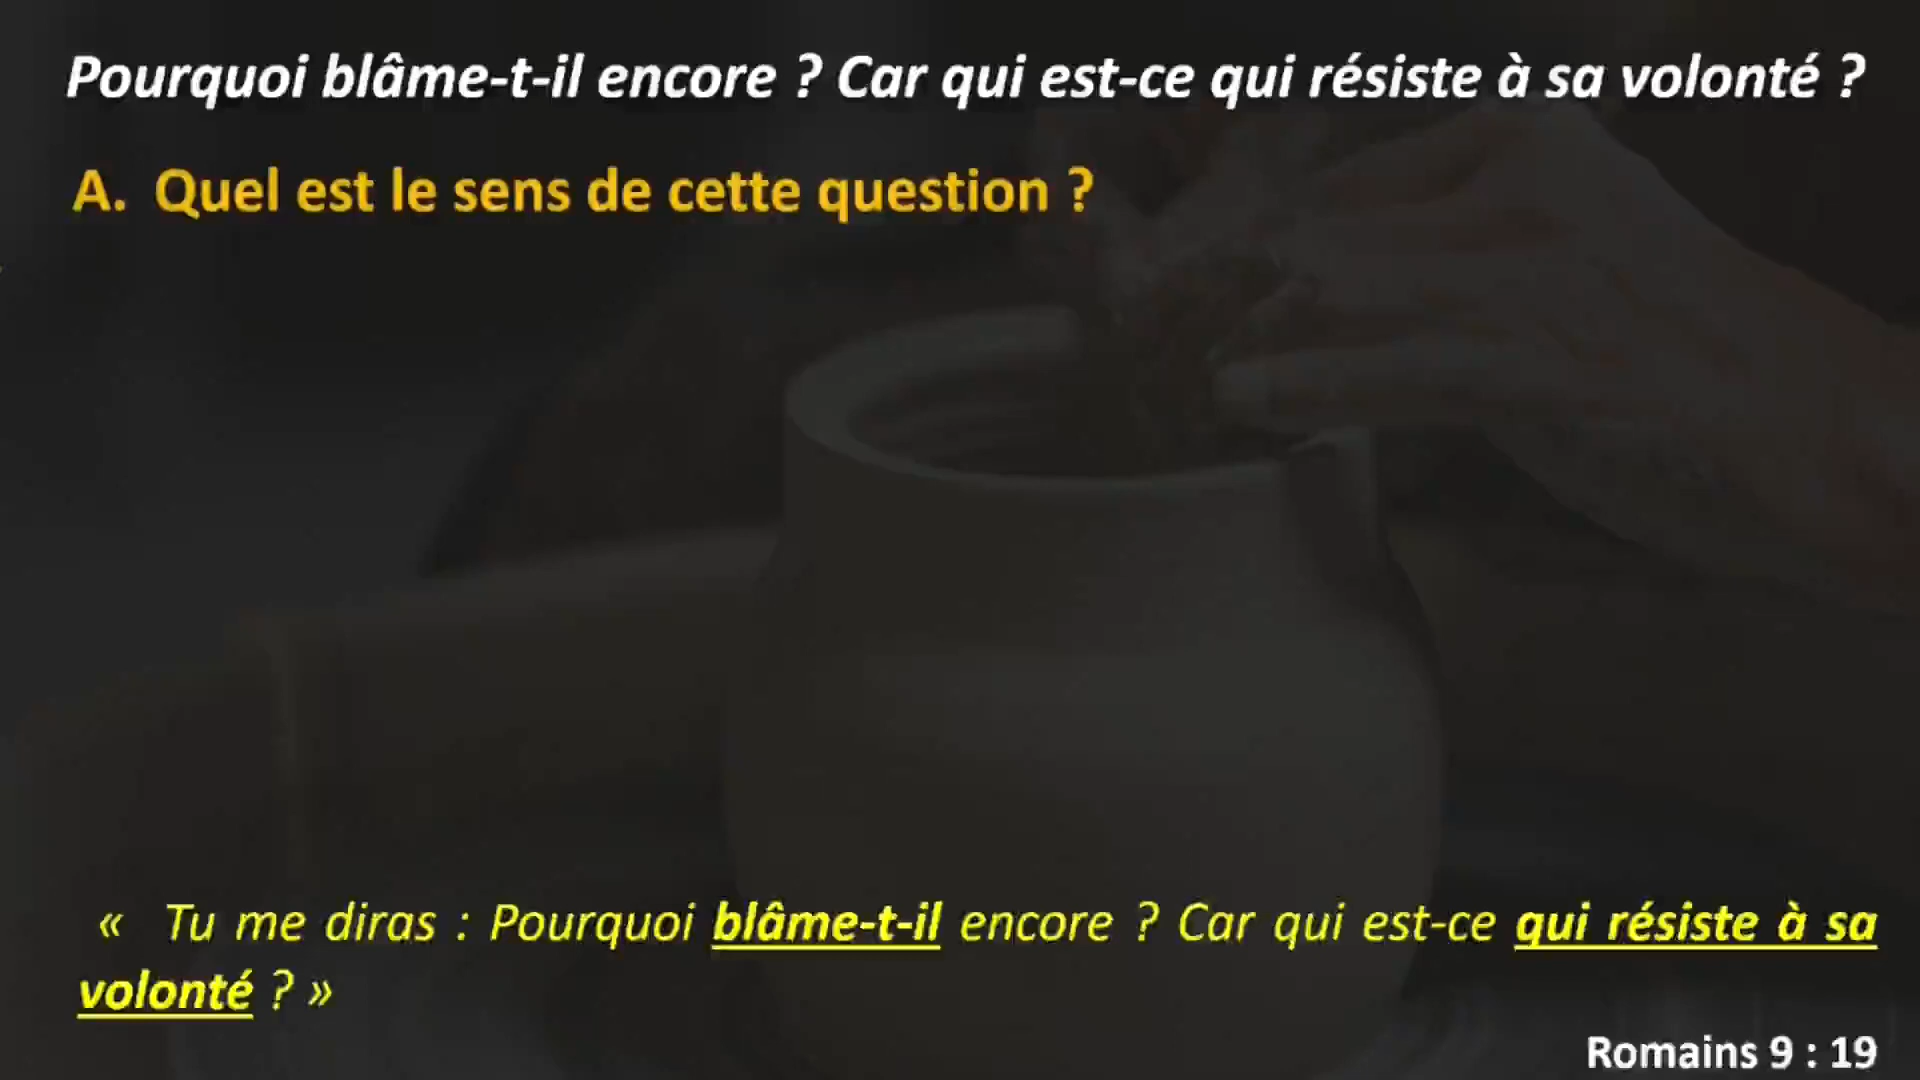 Pourquoi blâme-t-il encore ? Car qui est-ce qui résiste à sa volonté ?
A. Quel est le sens de cette question ?
« Tu me diras : Pourquoi blâme-t-il encore ? Car qui est-ce qui résiste à sa
volonté ? »
Romains 9 : 19